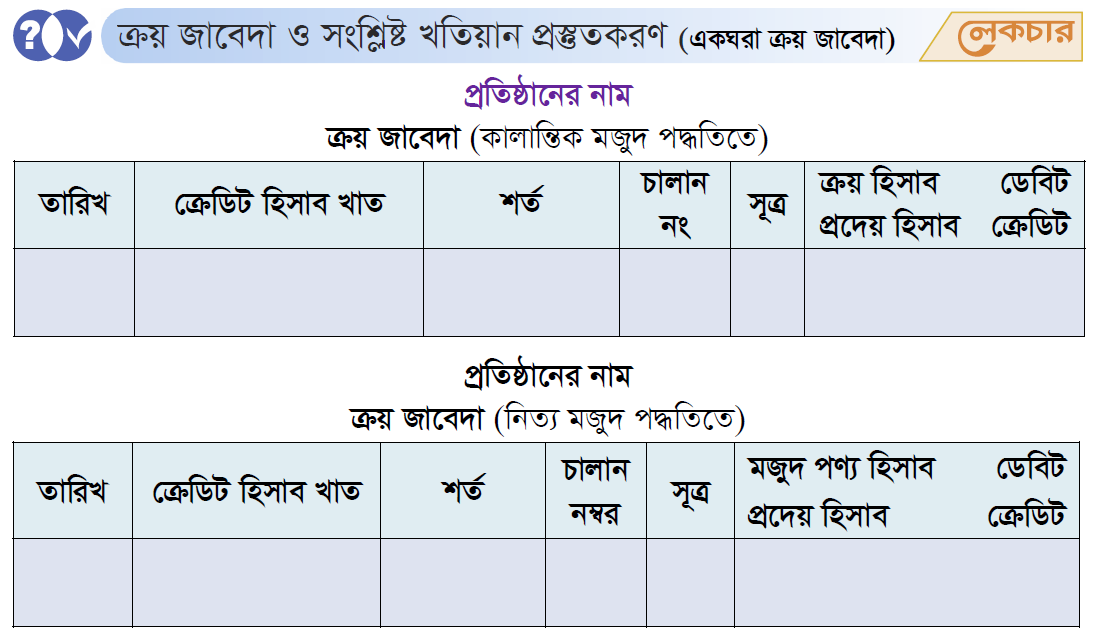 ? ক্রয় জাবেদা ও সংশ্লিষ্ট খতিয়ান প্রস্তুতকরণ (একঘরা ক্রয় জাবেদা) লেকচার
প্রতিষ্ঠানের নাম
ক্রয় জাবেদা (কালান্তিক মজুদ পদ্ধতিতে)
তারিখ ক্রেডিট হিসাব খাত শর্ত চালান নং সূত্র ক্রয় হিসাব ডেবিট
প্রদেয় হিসাব ক্রেডিট
প্রতিষ্ঠানের নাম
ক্রয় জাবেদা (নিত্য মজুদ পদ্ধতিতে)
তারিখ ক্রেডিট হিসাব খাত শর্ত চালান নম্বর সূত্র মজুদ পণ্য হিসাব ডেবিট
প্রদেয় হিসাব ক্রেডিট